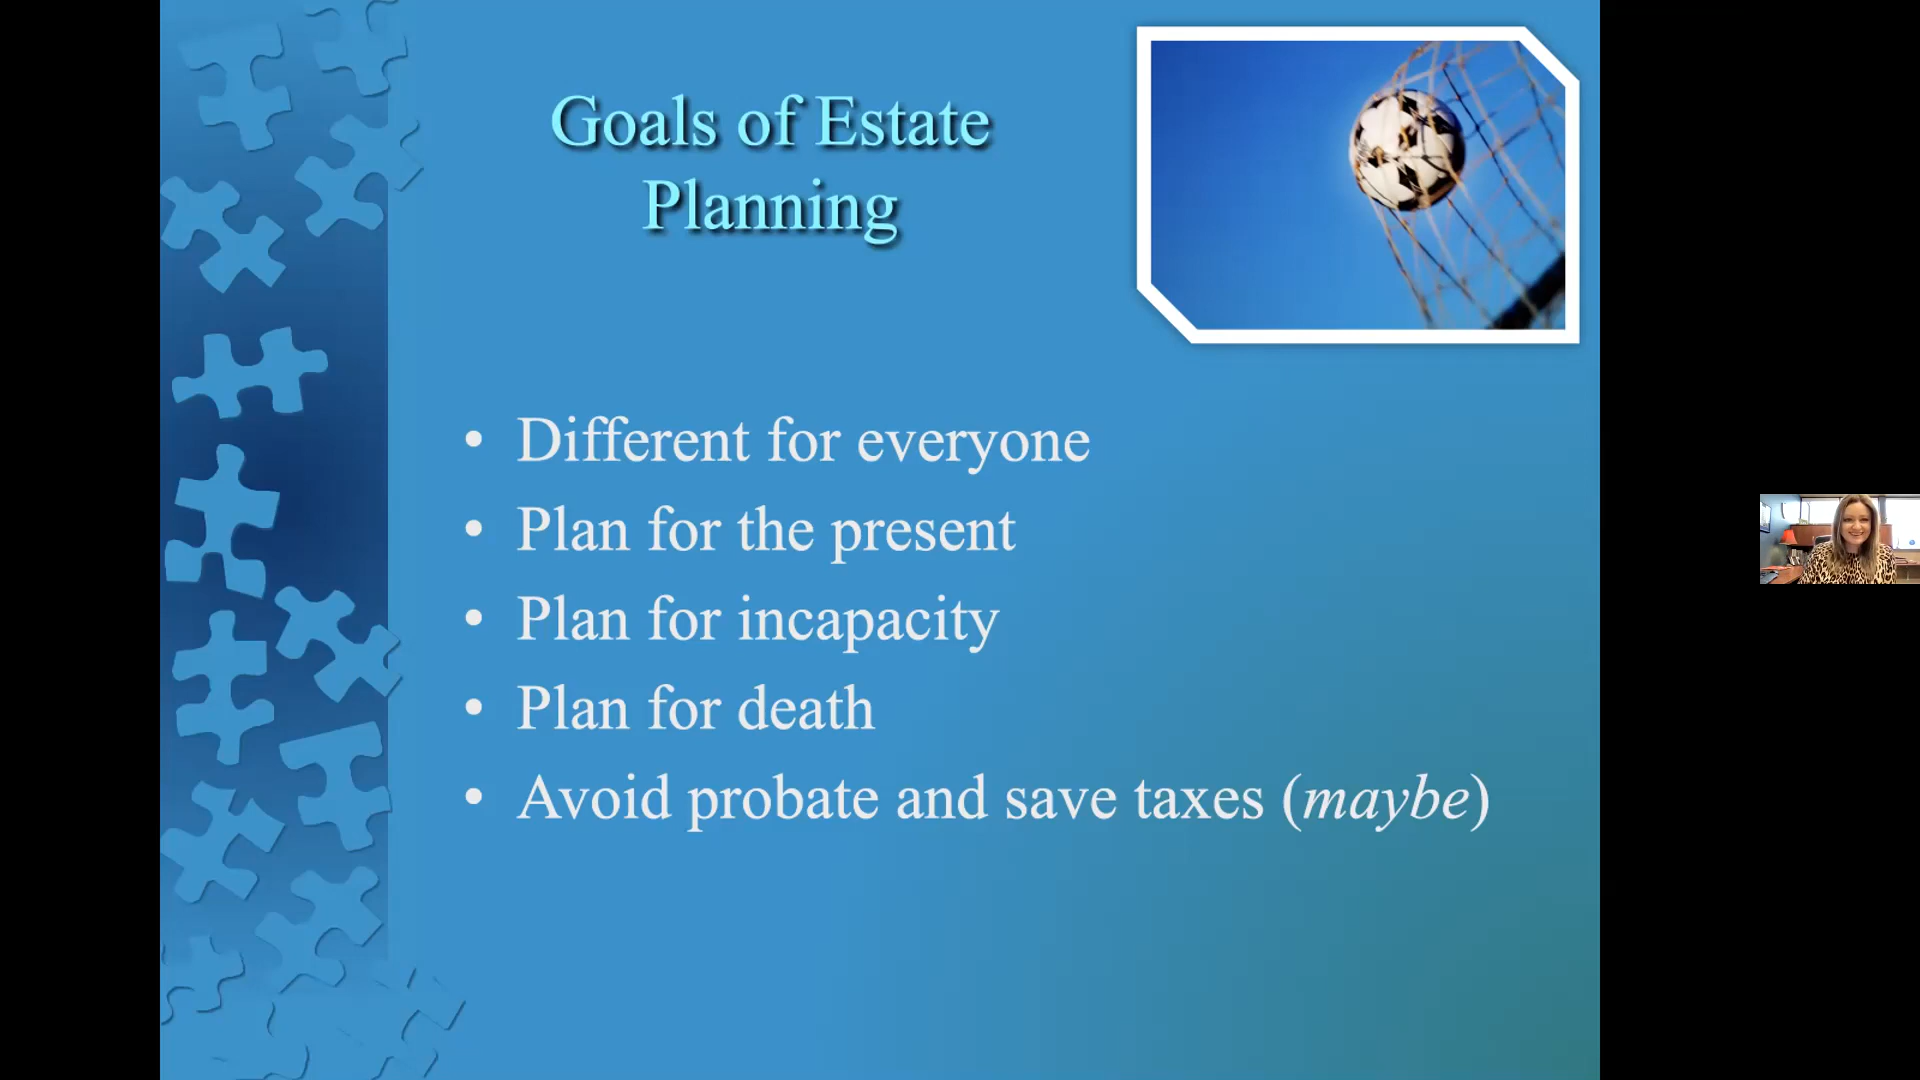 Goals of Estate
Planning
• Different for everyone
• Plan for the present
• Plan for incapacity
• Plan for death
• Avoid probate and save taxes (maybe)